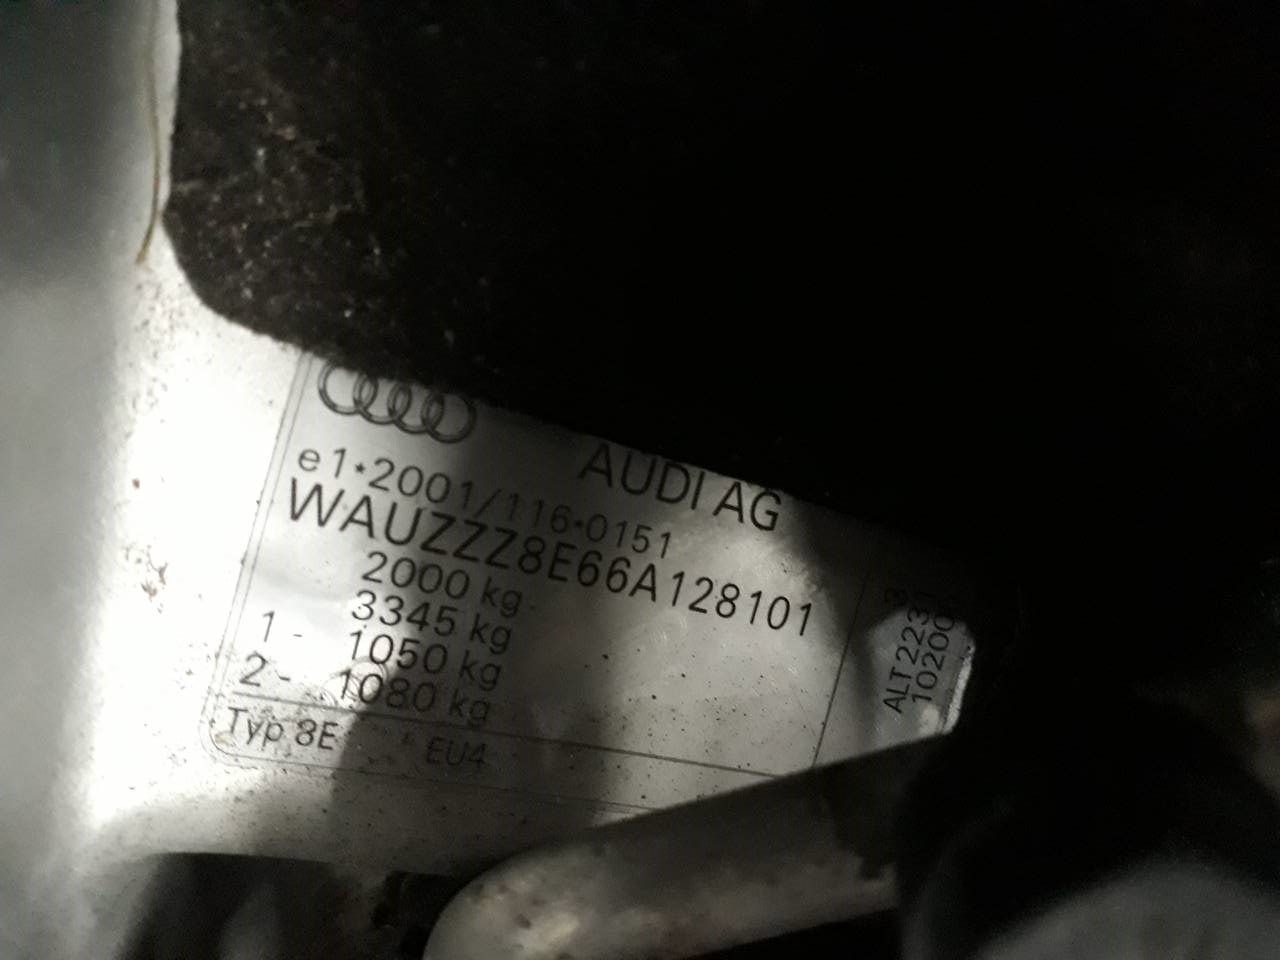 AUDI AG
e1*2001/116*0151
WAUZZZ8E66A128101
2000 kg
3345 kg
1 - 1050 kg
2 - 1080 kg
Typ 8E EU4
ALT2231